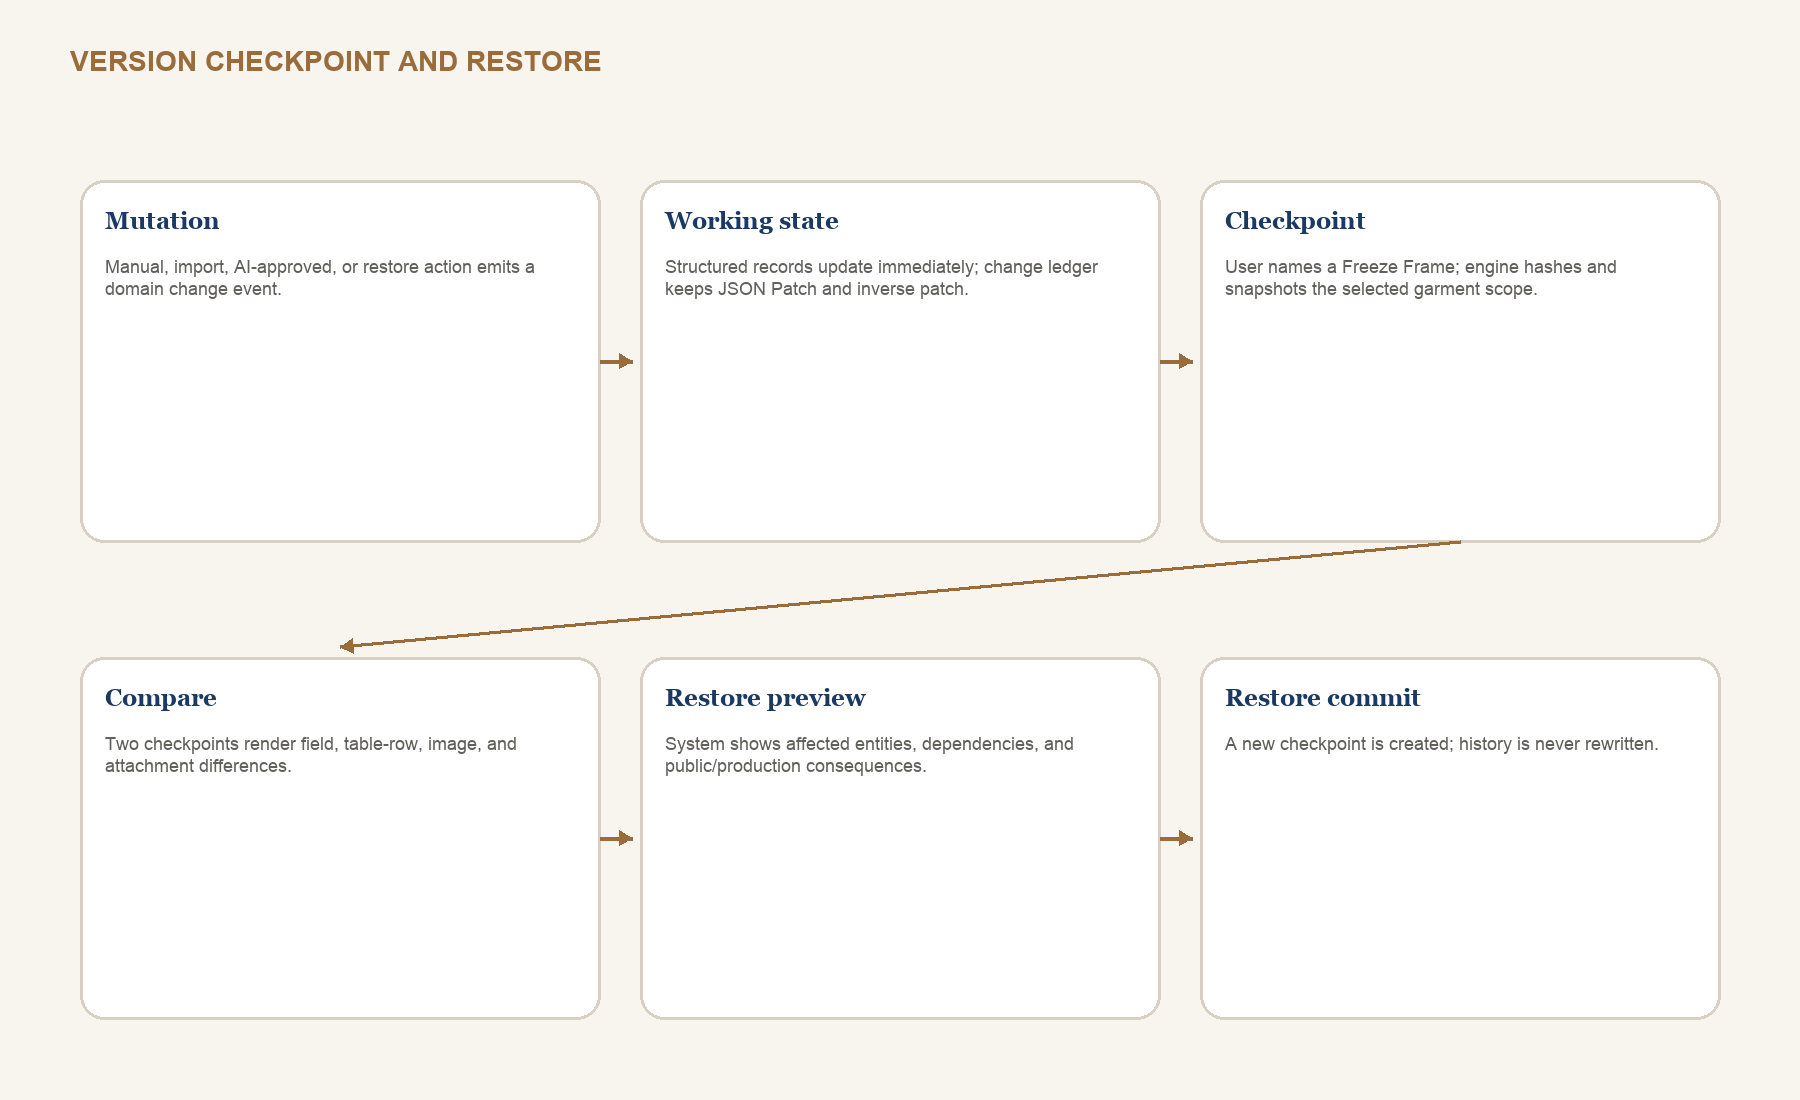 VERSION CHECKPOINT AND RESTORE
Mutation
Manual, import, AI-approved, or restore action emits a
domain change event.
Working state
Structured records update immediately; change ledger
keeps JSON Patch and inverse patch.
Checkpoint
User names a Freeze Frame; engine hashes and
snapshots the selected garment scope.
Compare
Two checkpoints render field, table-row, image, and
attachment differences.
Restore preview
System shows affected entities, dependencies, and
public/production consequences.
Restore commit
A new checkpoint is created; history is never rewritten.